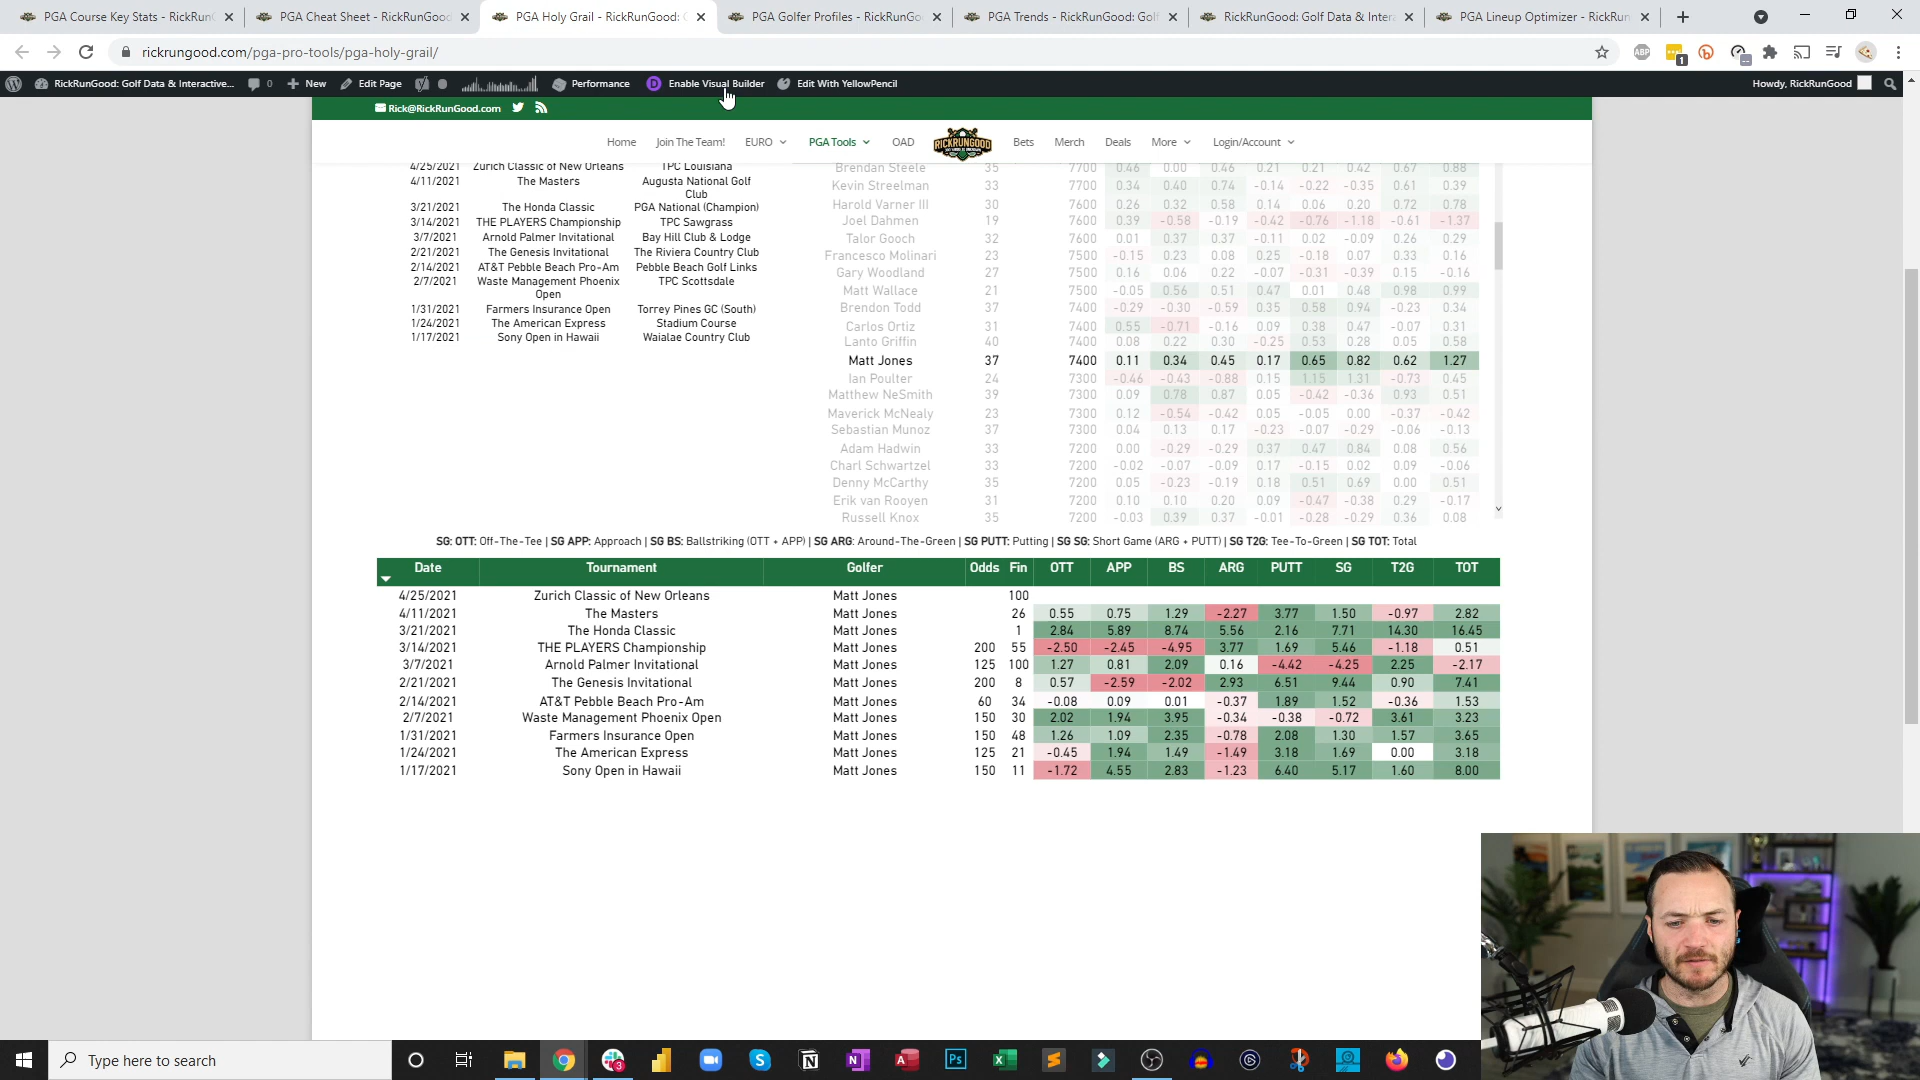 PGA Course Key Stats - RickRun
PGA Cheat Sheet - RickRunGood
PGA Holy Grail - RickRunGood: G
PGA Golfer Profiles - RickRunGo
PGA Trends - RickRunGood: Golf
RickRunGood: Golf Data & Inter
PGA Lineup Optimizer - RickRun
rickrungood.com/pga-pro-tools/pga-holy-grail/
ABP
1
RickRunGood: Golf Data & Interactive... 0 New Edit Page Performance Enable Visual Builder Edit With YellowPencil Howdy, RickRunGood
Rick@RickRunGood.com
Home Join The Team! EURO PGA Tools OAD RICKRUNGOOD Bets Merch Deals More Login/Account
4/25/2021 Zurich Classic of New Orleans TPC Louisiana
4/11/2021 The Masters Augusta National Golf Club
3/21/2021 The Honda Classic PGA National (Champion)
3/14/2021 THE PLAYERS Championship TPC Sawgrass
3/7/2021 Arnold Palmer Invitational Bay Hill Club & Lodge
2/21/2021 The Genesis Invitational The Riviera Country Club
2/14/2021 AT&T Pebble Beach Pro-Am Pebble Beach Golf Links
2/7/2021 Waste Management Phoenix Open TPC Scottsdale
1/31/2021 Farmers Insurance Open Torrey Pines GC (South)
1/24/2021 The American Express Stadium Course
1/17/2021 Sony Open in Hawaii Waialae Country Club
Brendan Steele 35 7700 0.46 0.00 0.46 0.21 0.21 0.42 0.67 0.88
Kevin Streelman 33 7700 0.34 0.40 0.74 -0.14 -0.22 -0.35 0.61 0.39
Harold Varner III 30 7600 0.26 0.32 0.58 0.14 0.06 0.20 0.72 0.78
Joel Dahmen 19 7600 0.39 -0.58 -0.19 -0.42 -0.76 -1.18 -0.61 -1.37
Talor Gooch 32 7600 0.01 0.37 0.37 -0.11 0.02 -0.09 0.26 0.29
Francesco Molinari 23 7500 -0.15 0.23 0.08 0.25 -0.18 0.07 0.33 0.16
Gary Woodland 27 7500 0.16 0.06 0.22 -0.07 -0.31 -0.39 0.15 -0.16
Matt Wallace 21 7500 -0.05 0.56 0.51 0.47 0.01 0.48 0.98 0.99
Brendon Todd 37 7400 -0.29 -0.30 -0.59 0.35 0.58 0.94 -0.23 0.34
Carlos Ortiz 31 7400 0.55 -0.71 -0.16 0.09 0.38 0.47 -0.07 0.31
Lanto Griffin 40 7400 0.08 0.22 0.30 -0.25 0.53 0.28 0.05 0.58
Matt Jones 37 7400 0.11 0.34 0.45 0.17 0.65 0.82 0.62 1.27
Ian Poulter 24 7300 -0.46 -0.43 -0.88 0.15 1.15 1.31 -0.73 0.45
Matthew NeSmith 39 7300 0.09 0.78 0.87 0.05 -0.42 -0.36 0.93 0.51
Maverick McNealy 23 7300 0.12 -0.54 -0.42 0.05 -0.05 0.00 -0.37 -0.42
Sebastian Munoz 37 7300 0.04 0.13 0.17 -0.23 -0.07 -0.29 -0.06 -0.13
Adam Hadwin 33 7200 0.00 -0.29 -0.29 0.37 0.47 0.84 0.08 0.56
Charl Schwartzel 33 7200 -0.02 -0.07 -0.09 0.17 -0.15 0.02 0.09 -0.06
Denny McCarthy 35 7200 0.05 -0.23 -0.19 0.18 0.51 0.69 0.00 0.51
Erik van Rooyen 31 7200 0.10 0.10 0.20 0.09 -0.47 -0.38 0.29 -0.17
Russell Knox 35 7200 -0.03 0.39 0.37 -0.01 -0.28 -0.29 0.36 0.08
SG: OTT: Off-The-Tee | SG APP: Approach | SG BS: Ballstriking (OTT + APP) | SG ARG: Around-The-Green | SG PUTT: Putting | SG SG: Short Game (ARG + PUTT) | SG T2G: Tee-To-Green | SG TOT: Total
Date Tournament Golfer Odds Fin OTT APP BS ARG PUTT SG T2G TOT
4/25/2021 Zurich Classic of New Orleans Matt Jones 100
4/11/2021 The Masters Matt Jones 26 0.55 0.75 1.29 -2.27 3.77 1.50 -0.97 2.82
3/21/2021 The Honda Classic Matt Jones 1 2.84 5.89 8.74 5.56 2.16 7.71 14.30 16.45
3/14/2021 THE PLAYERS Championship Matt Jones 200 55 -2.50 -2.45 -4.95 3.77 1.69 5.46 -1.18 0.51
3/7/2021 Arnold Palmer Invitational Matt Jones 125 100 1.27 0.81 2.09 0.16 -4.42 -4.25 2.25 -2.17
2/21/2021 The Genesis Invitational Matt Jones 200 8 0.57 -2.59 -2.02 2.93 6.51 9.44 0.90 7.41
2/14/2021 AT&T Pebble Beach Pro-Am Matt Jones 60 34 -0.08 0.09 0.01 -0.37 1.89 1.52 -0.36 1.53
2/7/2021 Waste Management Phoenix Open Matt Jones 150 30 2.02 1.94 3.95 -0.34 -0.38 -0.72 3.61 3.23
1/31/2021 Farmers Insurance Open Matt Jones 150 48 1.26 1.09 2.35 -0.78 2.08 1.30 1.57 3.65
1/24/2021 The American Express Matt Jones 125 21 -0.45 1.94 1.49 -1.49 3.18 1.69 0.00 3.18
1/17/2021 Sony Open in Hawaii Matt Jones 150 11 -1.72 4.55 2.83 -1.23 6.40 5.17 1.60 8.00
Type here to search
3
Ps